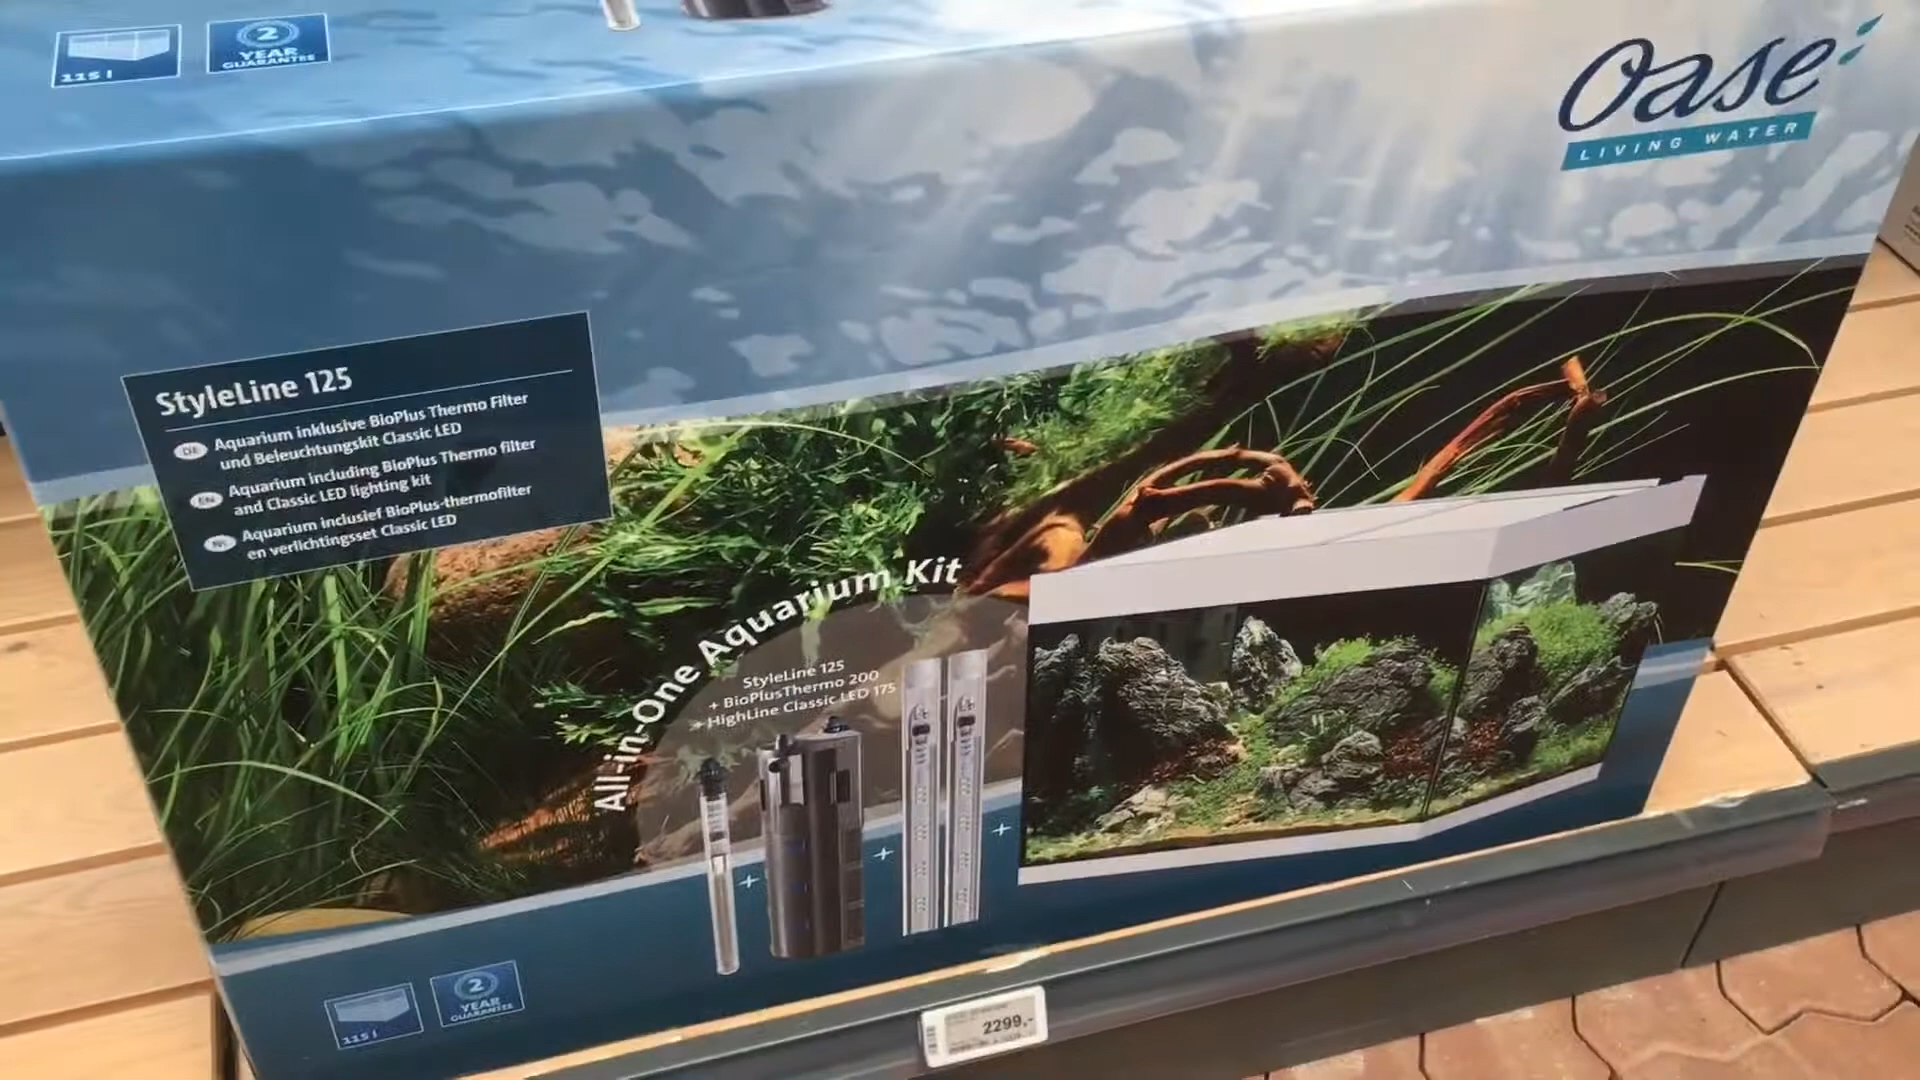 115 l
2
YEAR
GUARANTEE
Oase
LIVING WATER
StyleLine 125
DE Aquarium inklusive BioPlus Thermo Filter
und Beleuchtungskit Classic LED
EN Aquarium including BioPlus Thermo filter
and Classic LED lighting kit
NL Aquarium inclusief BioPlus-thermofilter
en verlichtingsset Classic LED
All-in-One Aquarium Kit
StyleLine 125
+ BioPlusThermo 200
+ HighLine Classic LED 175
+
+
+
115 l
2
YEAR
GUARANTEE
2299,-